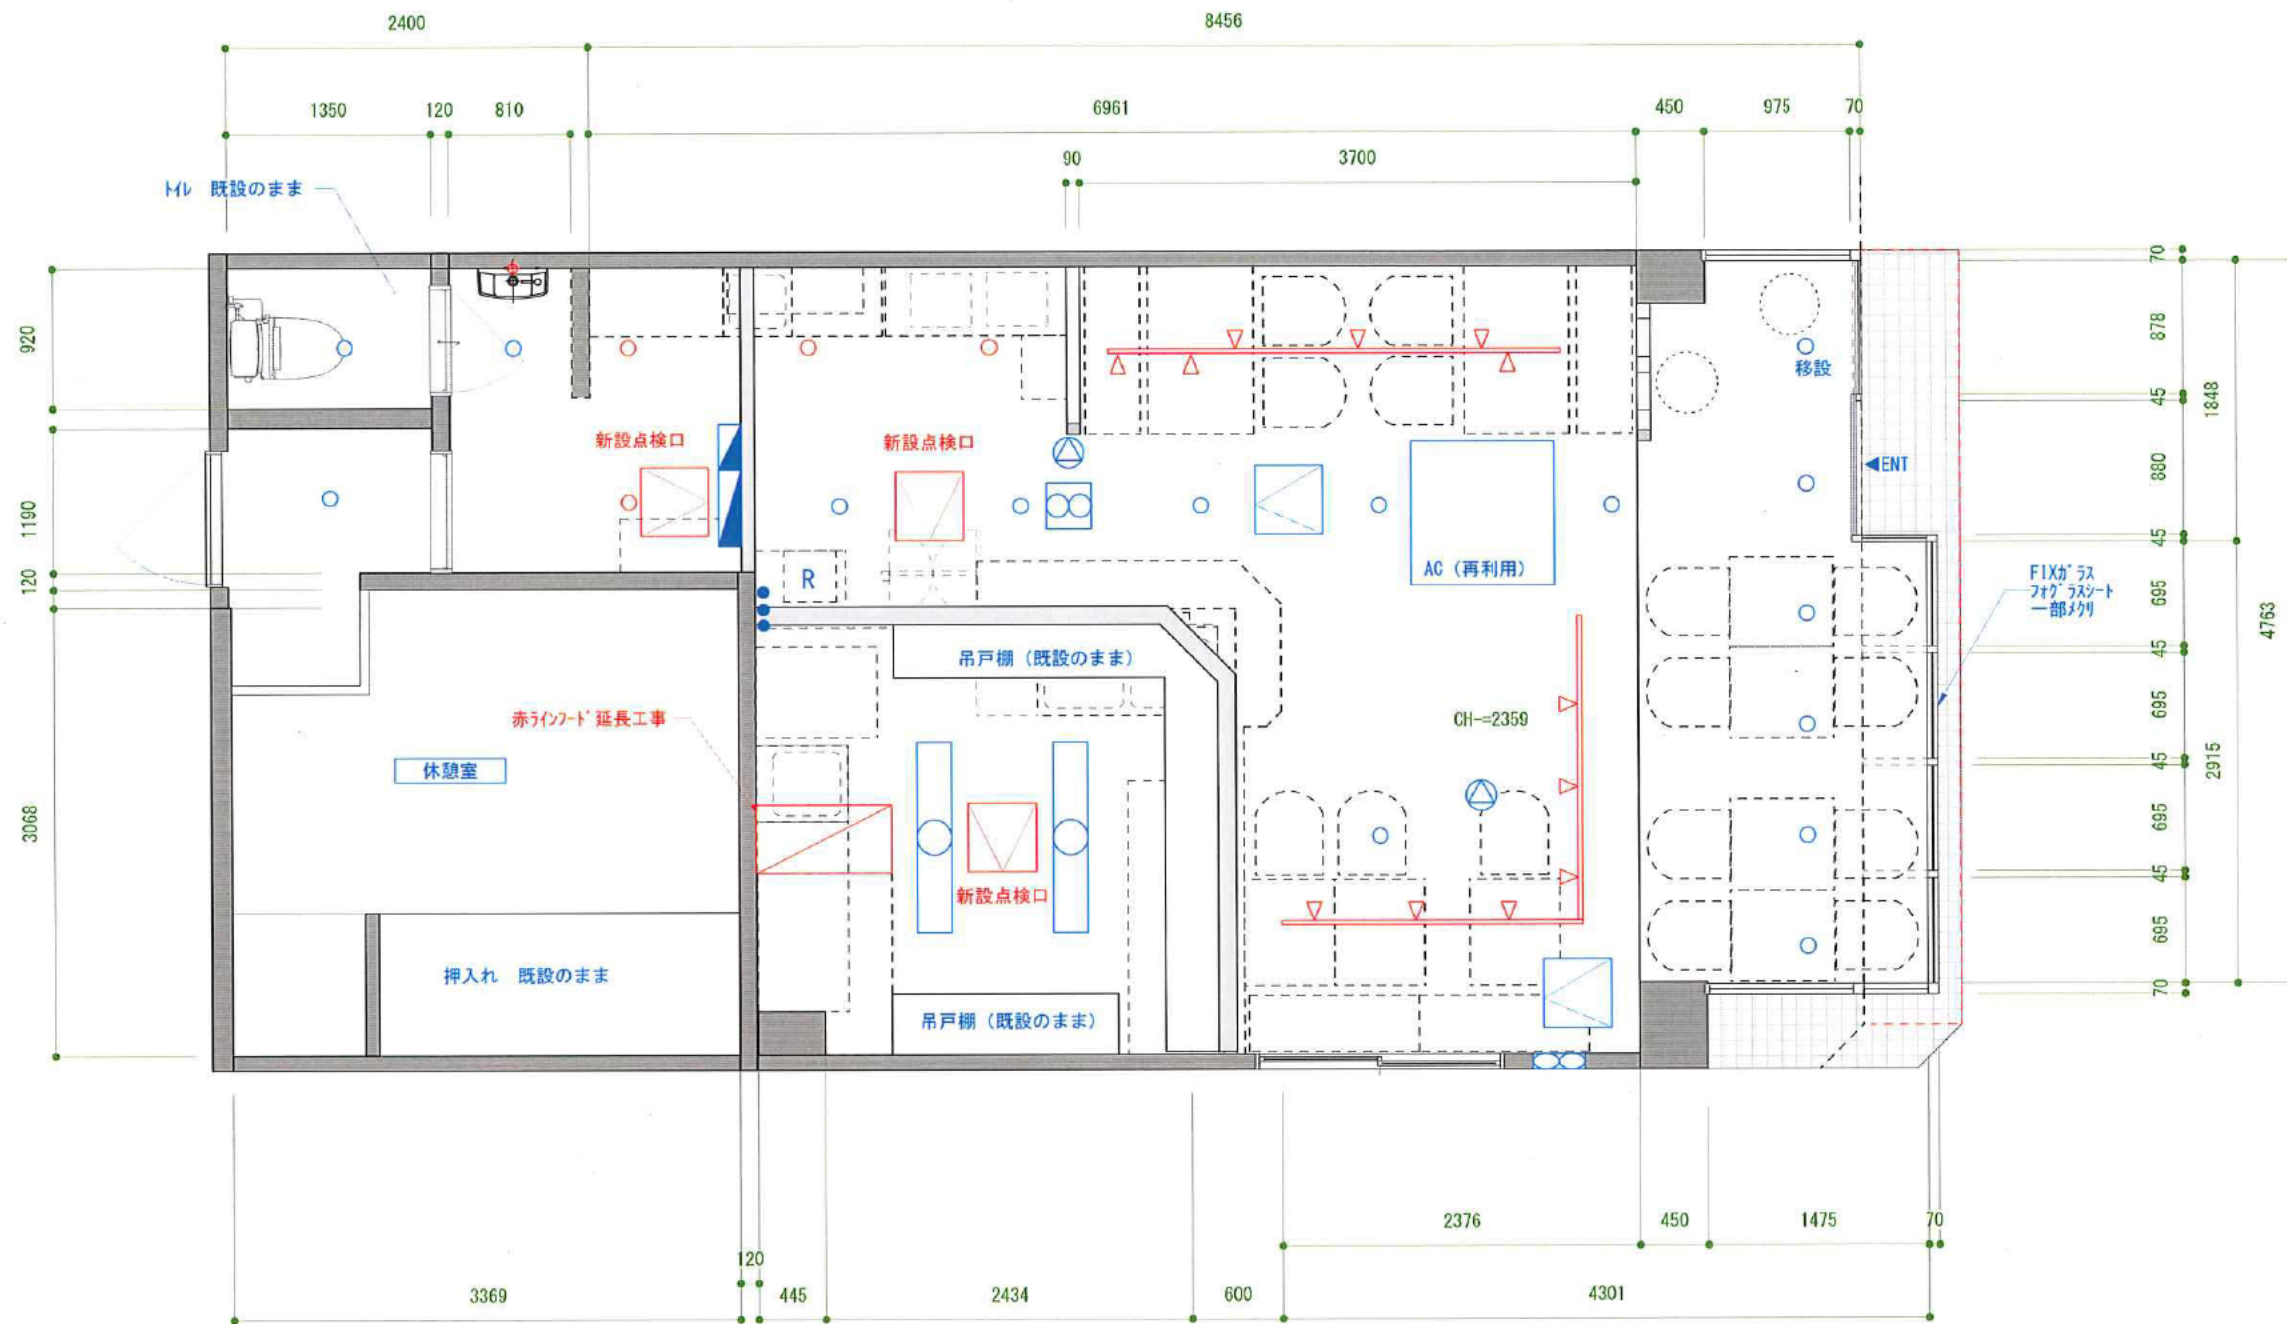 2400
8456
1350
120
810
6961
450
975
70
90
3700
トイレ 既設のまま
920
1190
120
3068
新設点検口
新設点検口
移設
ENT
R
AC (再利用)
吊戸棚 (既設のまま)
赤ラインフード延長工事
CH-=2359
休憩室
新設点検口
押入れ 既設のまま
吊戸棚 (既設のまま)
FIXガラス
フォグラスシート
一部メクリ
70
878
45
880
45
695
45
695
45
695
45
695
70
1848
2915
4763
2376
450
1475
70
120
3369
445
2434
600
4301